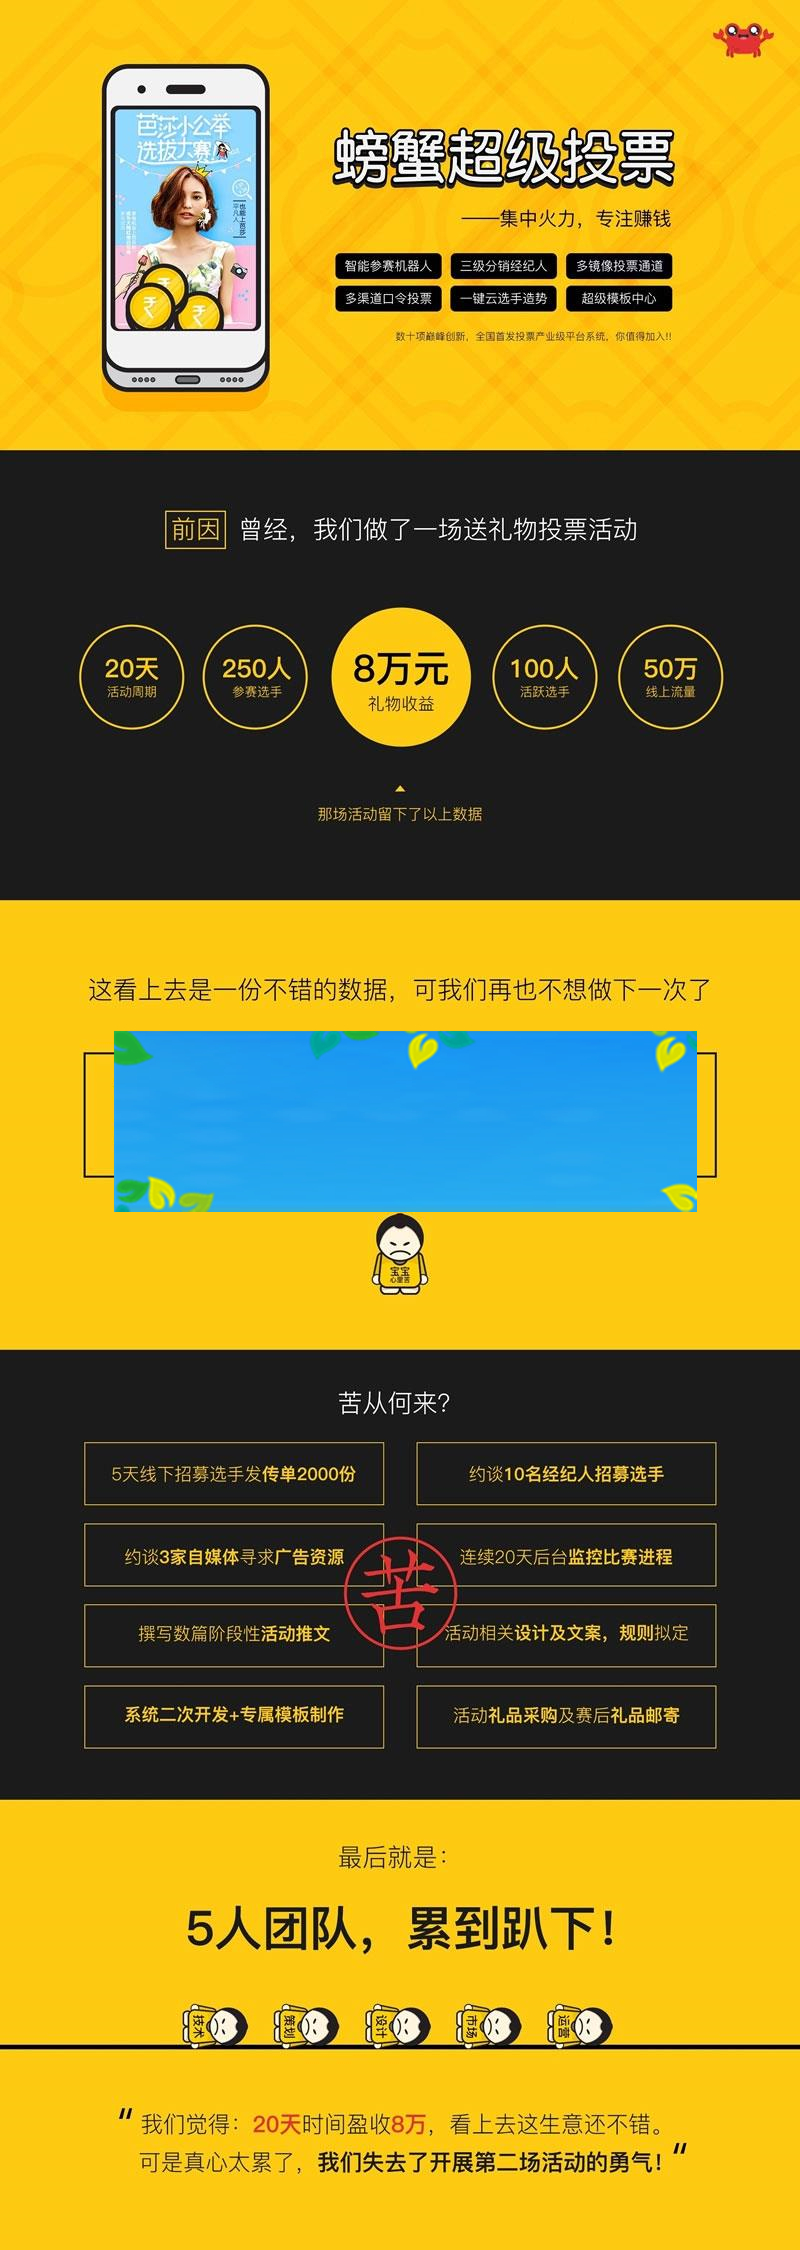 芭莎小公举
选拔大赛
也能上芭莎
平凡人
螃蟹超级投票
——集中火力，专注赚钱
智能参赛机器人 三级分销经纪人 多镜像投票通道
多渠道口令投票 一键云选手造势 超级模板中心
数十项巅峰创新，全国首发投票产业级平台系统，你值得加入!!
前因 曾经，我们做了一场送礼物投票活动
20天 250人 8万元 100人 50万
活动周期 参赛选手 礼物收益 活跃选手 线上流量
那场活动留下了以上数据
这看上去是一份不错的数据，可我们再也不想做下一次了
宝宝
心里苦
苦从何来？
5天线下招募选手发传单2000份 约谈10名经纪人招募选手
约谈3家自媒体寻求广告资源 连续20天后台监控比赛进程
苦
撰写数篇阶段性活动推文 活动相关设计及文案，规则拟定
系统二次开发+专属模板制作 活动礼品采购及赛后礼品邮寄
最后就是：
5人团队，累到趴下！
技术 策划 设计 市场 运营
“我们觉得：20天时间盈收8万，看上去这生意还不错。
可是真心太累了，我们失去了开展第二场活动的勇气！”